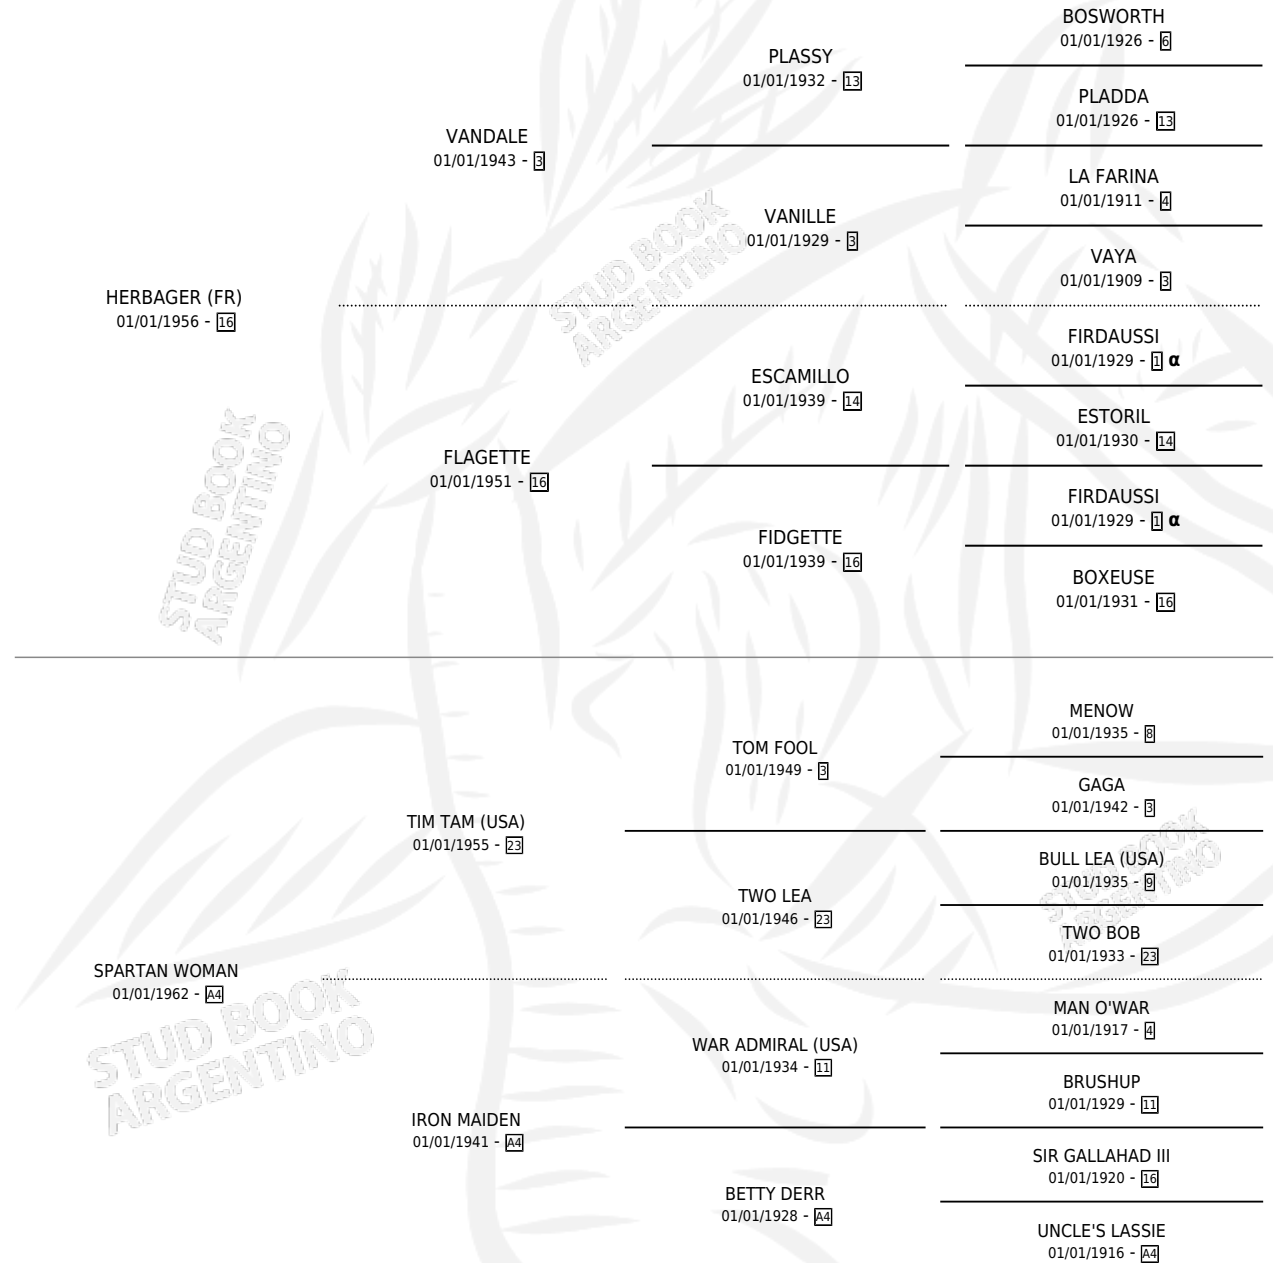 BOSWORTH
01/01/1926 - 6
PLASSY
01/01/1932 - 13
PLADDA
01/01/1926 - 13
VANDALE
01/01/1943 - 3
LA FARINA
01/01/1911 - 4
VANILLE
01/01/1929 - 3
VAYA
01/01/1909 - 3
HERBAGER (FR)
01/01/1956 - 16
STUD BOOK
ARGENTINO
FIRDAUSSI
01/01/1929 - 1 α
ESCAMILLO
01/01/1939 - 14
ESTORIL
01/01/1930 - 14
FLAGETTE
01/01/1951 - 16
FIRDAUSSI
01/01/1929 - 1 α
FIDGETTE
01/01/1939 - 16
BOXEUSE
01/01/1931 - 16
STUD BOOK
ARGENTINO
MENOW
01/01/1935 - 8
TOM FOOL
01/01/1949 - 3
GAGA
01/01/1942 - 3
TIM TAM (USA)
01/01/1955 - 23
BULL LEA (USA)
01/01/1935 - 9
STUD BOOK
ARGENTINO
TWO LEA
01/01/1946 - 23
TWO BOB
01/01/1933 - 23
SPARTAN WOMAN
01/01/1962 - A4
STUD BOOK
ARGENTINO
MAN O'WAR
01/01/1917 - 4
WAR ADMIRAL (USA)
01/01/1934 - 11
BRUSHUP
01/01/1929 - 11
IRON MAIDEN
01/01/1941 - A4
SIR GALLAHAD III
01/01/1920 - 16
BETTY DERR
01/01/1928 - A4
UNCLE'S LASSIE
01/01/1916 - A4